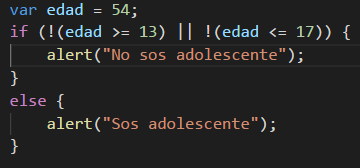 var edad = 54;
if (!(edad >= 13) || !(edad <= 17)) {
    alert("No sos adolescente");
}
else {
    alert("Sos adolescente");
}